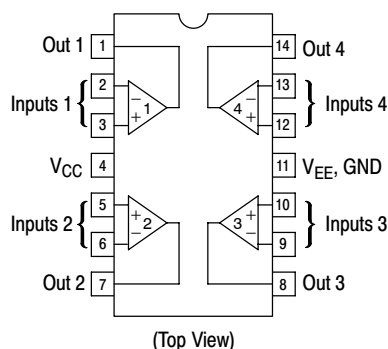 Out 1 1 14 Out 4
2 13
Inputs 1 { − 1 4 − } Inputs 4
3 + + 12
VCC 4 11 VEE, GND
5 + + 10
Inputs 2 { 2 3 } Inputs 3
6 − − 9
Out 2 7 8 Out 3
(Top View)